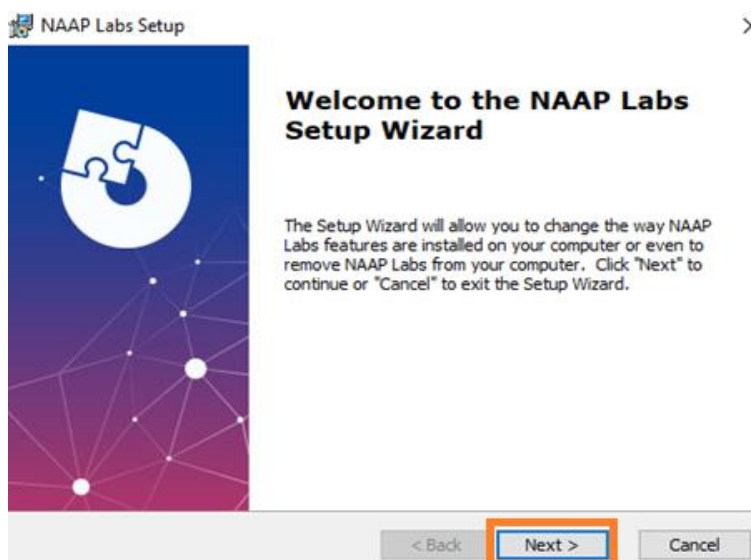 NAAP Labs Setup
Welcome to the NAAP Labs
Setup Wizard
The Setup Wizard will allow you to change the way NAAP
Labs features are installed on your computer or even to
remove NAAP Labs from your computer.  Click "Next" to
continue or "Cancel" to exit the Setup Wizard.
< Back
Next >
Cancel